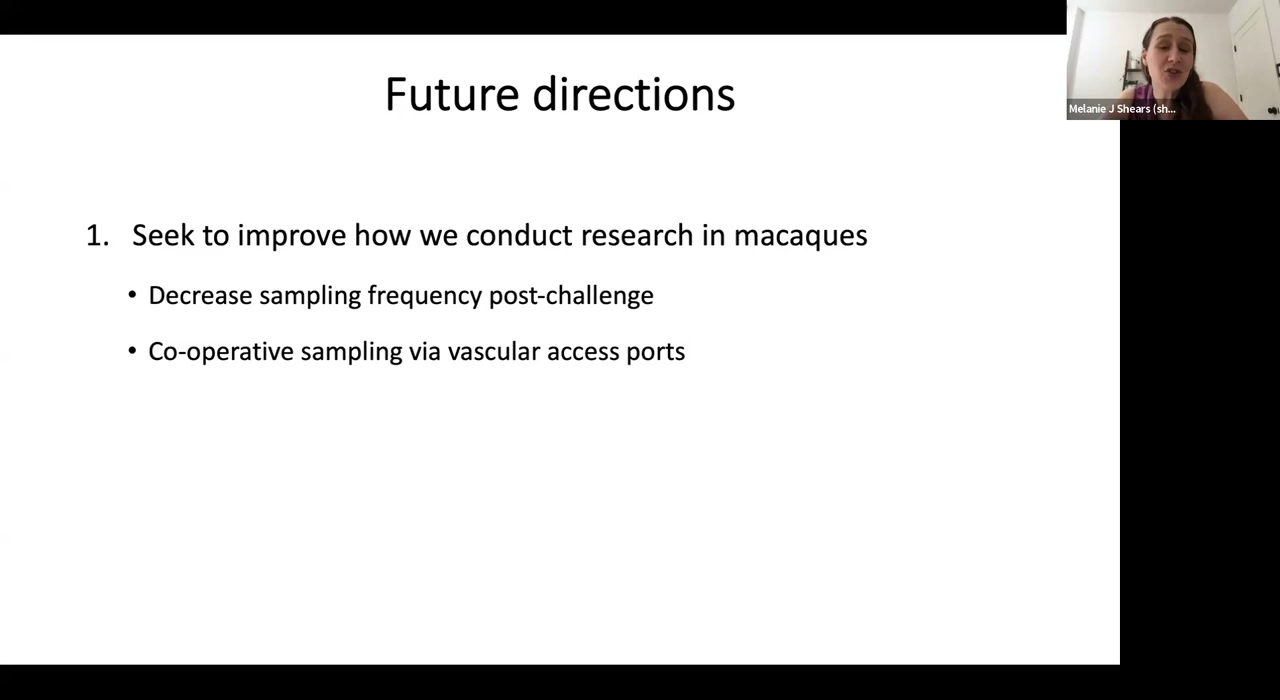 Future directions
Melanie J Shears (sh...
1. Seek to improve how we conduct research in macaques
• Decrease sampling frequency post-challenge
• Co-operative sampling via vascular access ports